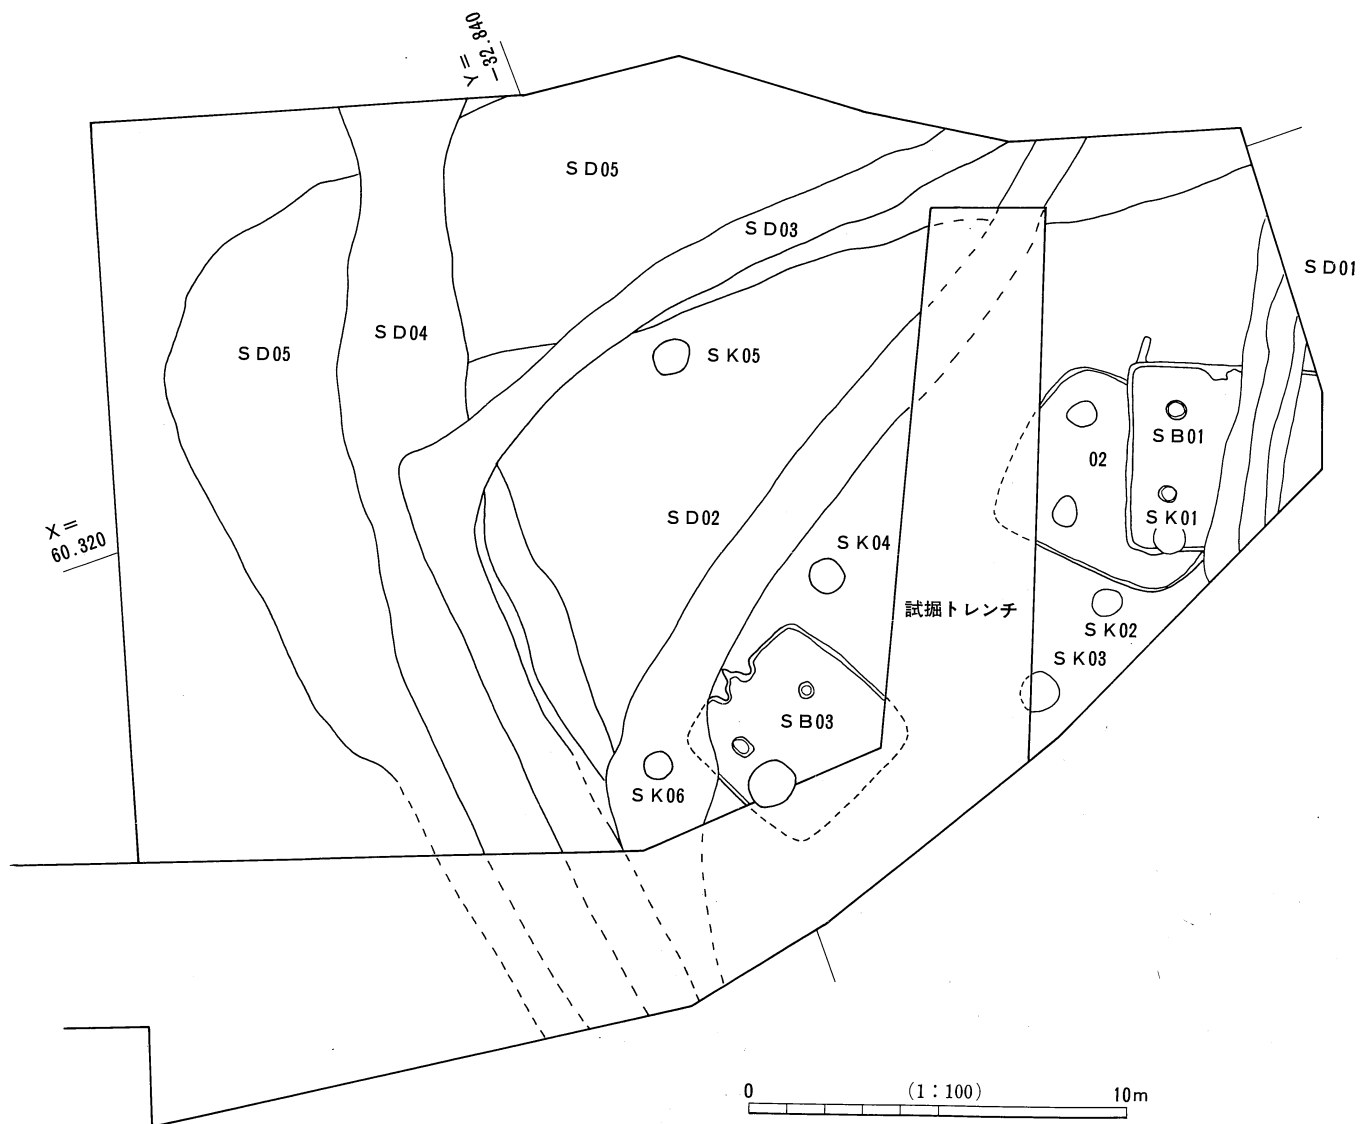 Y=
-32.840
SD05
SD03
SD01
SD04
SD05
SK05
SB01
02
SK01
SD02
SK04
X=
60.320
試掘トレンチ
SK02
SK03
SB03
SK06
0 (1:100) 10m